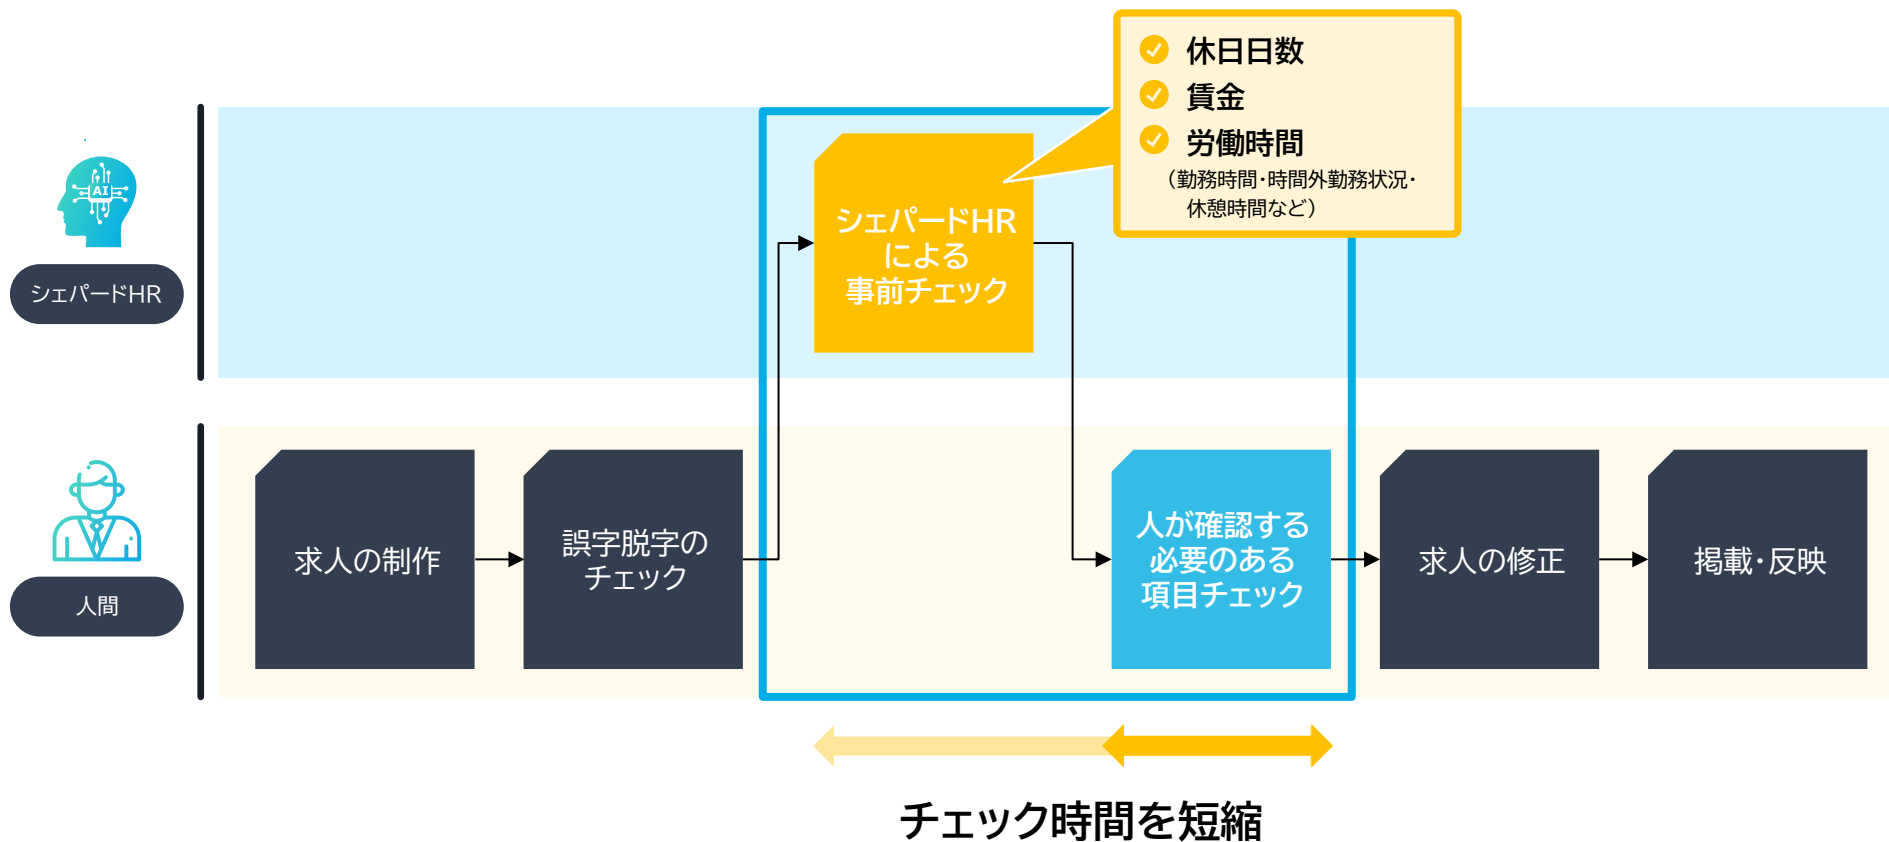 休日日数
賃金
労働時間
（勤務時間・時間外勤務状況・
休憩時間など）
AI
シェパードHR
シェパードHR
による
事前チェック
人間
求人の制作
誤字脱字の
チェック
人が確認する
必要のある
項目チェック
求人の修正
掲載・反映
チェック時間を短縮